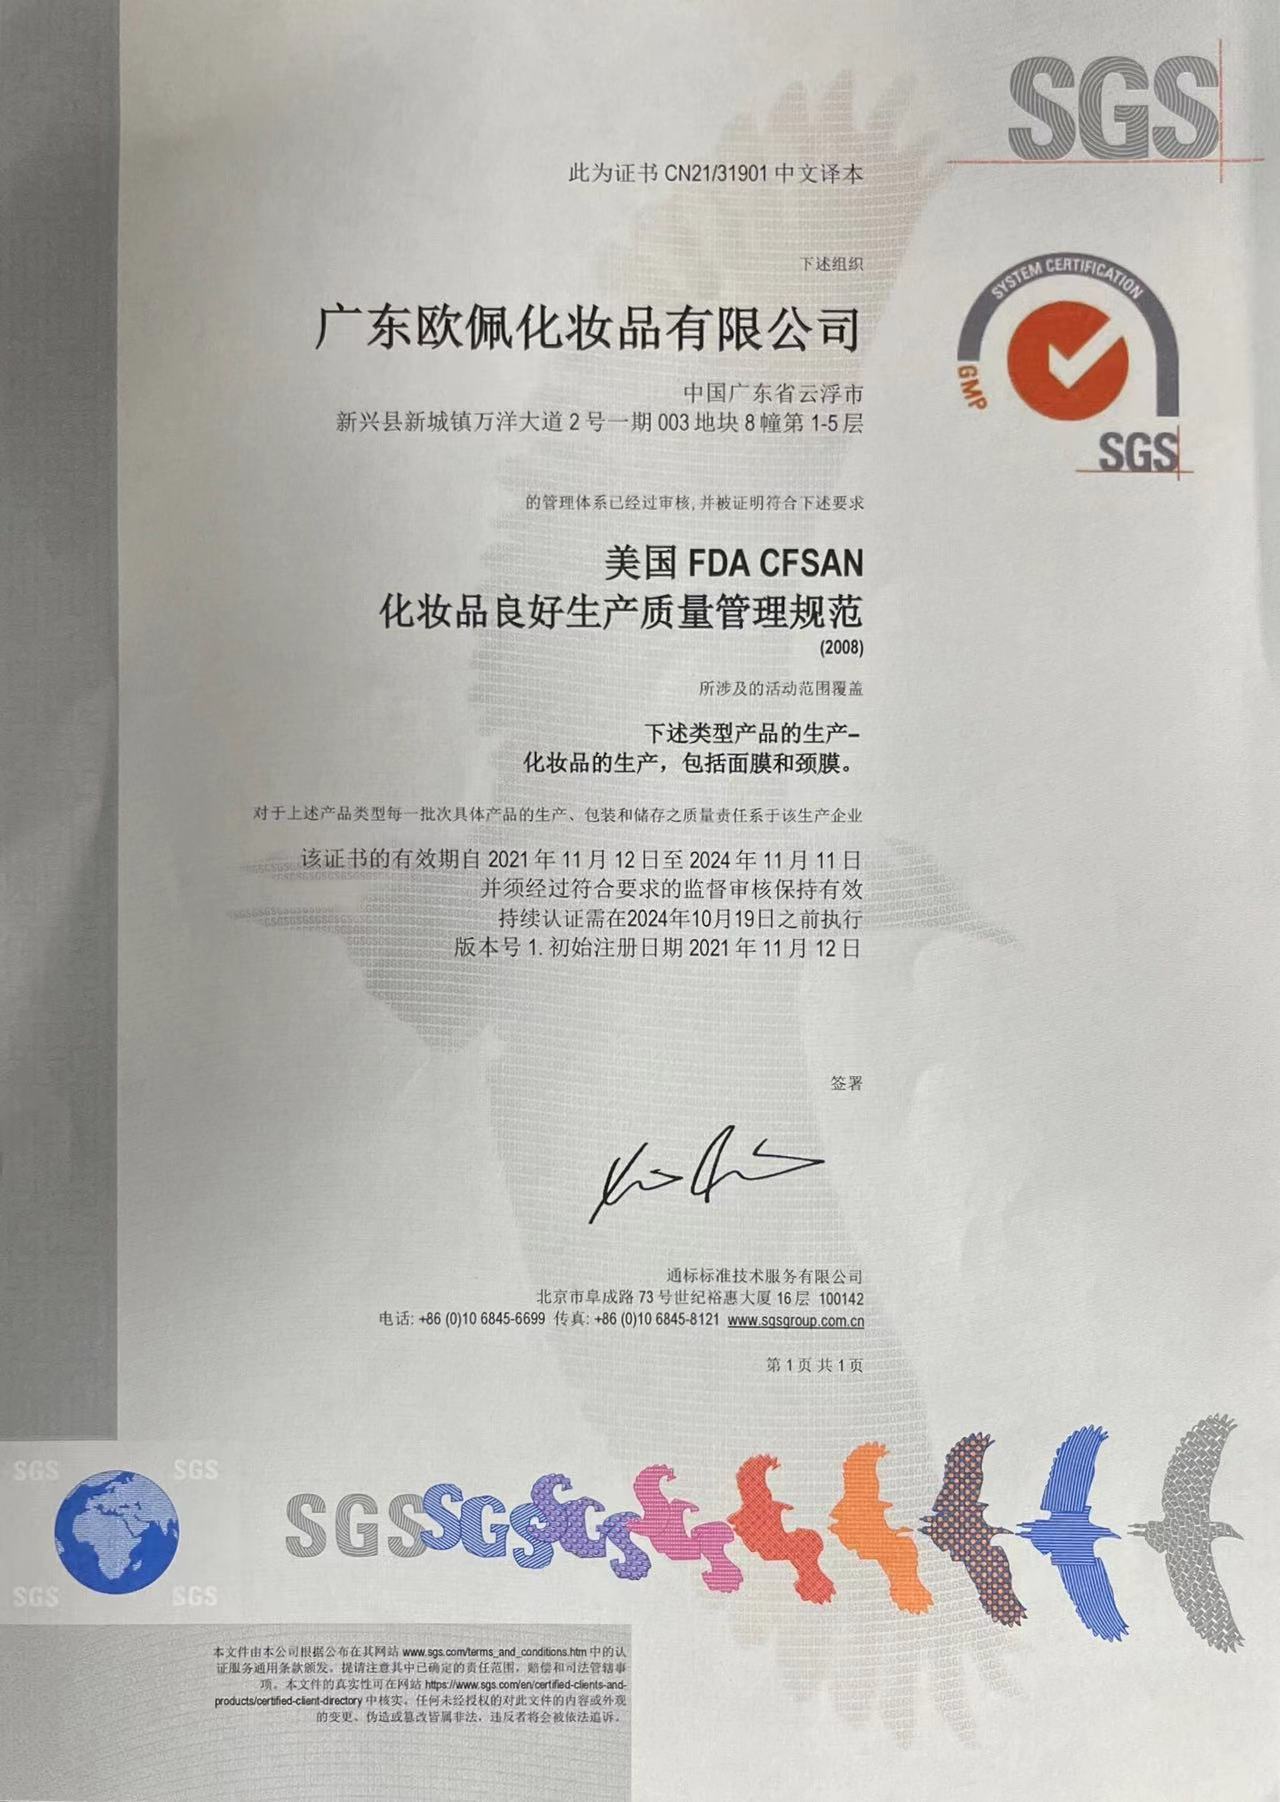 SGS
此为证书 CN21/31901 中文译本
下述组织
SYSTEM CERTIFICATION
GMP
SGS
广东欧佩化妆品有限公司
中国广东省云浮市
新兴县新城镇万洋大道 2 号一期 003 地块 8 幢第 1-5 层
的管理体系已经过审核, 并被证明符合下述要求
美国 FDA CFSAN
化妆品良好生产质量管理规范
(2008)
所涉及的活动范围覆盖
下述类型产品的生产–
化妆品的生产，包括面膜和颈膜。
对于上述产品类型每一批次具体产品的生产、包装和储存之质量责任系于该生产企业
该证书的有效期自 2021 年 11 月 12 日至 2024 年 11 月 11 日
并须经过符合要求的监督审核保持有效
持续认证需在2024年10月19日之前执行
版本号 1. 初始注册日期 2021 年 11 月 12 日
签署
通标标准技术服务有限公司
北京市阜成路 73 号世纪裕惠大厦 16 层 100142
电话: +86 (0)10 6845-6699 传真: +86 (0)10 6845-8121 www.sgsgroup.com.cn
第 1 页 共 1 页
SGS SGS
SGS SGS
SGS SGS SGS
本文件由本公司根据公布在其网站 www.sgs.com/terms_and_conditions.htm 中的认
证服务通用条款颁发。提请注意其中已确定的责任范围，赔偿和司法管辖事
项。本文件的真实性可在网站 https://www.sgs.com/en/certified-clients-and-
products/certified-client-directory 中核实。任何未经授权的对此文件的内容或外观
的变更、伪造或篡改皆属非法，违反者将会被依法追诉。